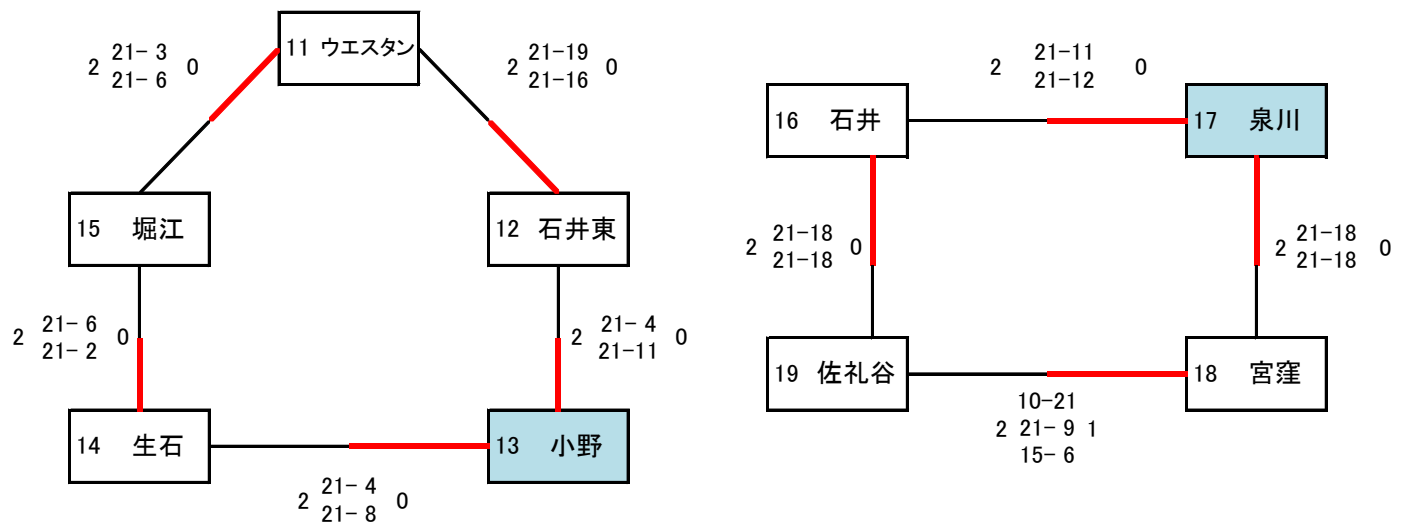 11 ウエスタン
2 21- 3 0
21- 6
2 21-19 0
21-16
15 堀江
12 石井東
2 21- 6 0
21- 2
2 21- 4 0
21-11
14 生石
13 小野
2 21- 4 0
21- 8
2 21-11 0
21-12
16 石井
17 泉川
2 21-18 0
21-18
2 21-18 0
21-18
19 佐礼谷
18 宮窪
10-21
2 21- 9 1
15- 6